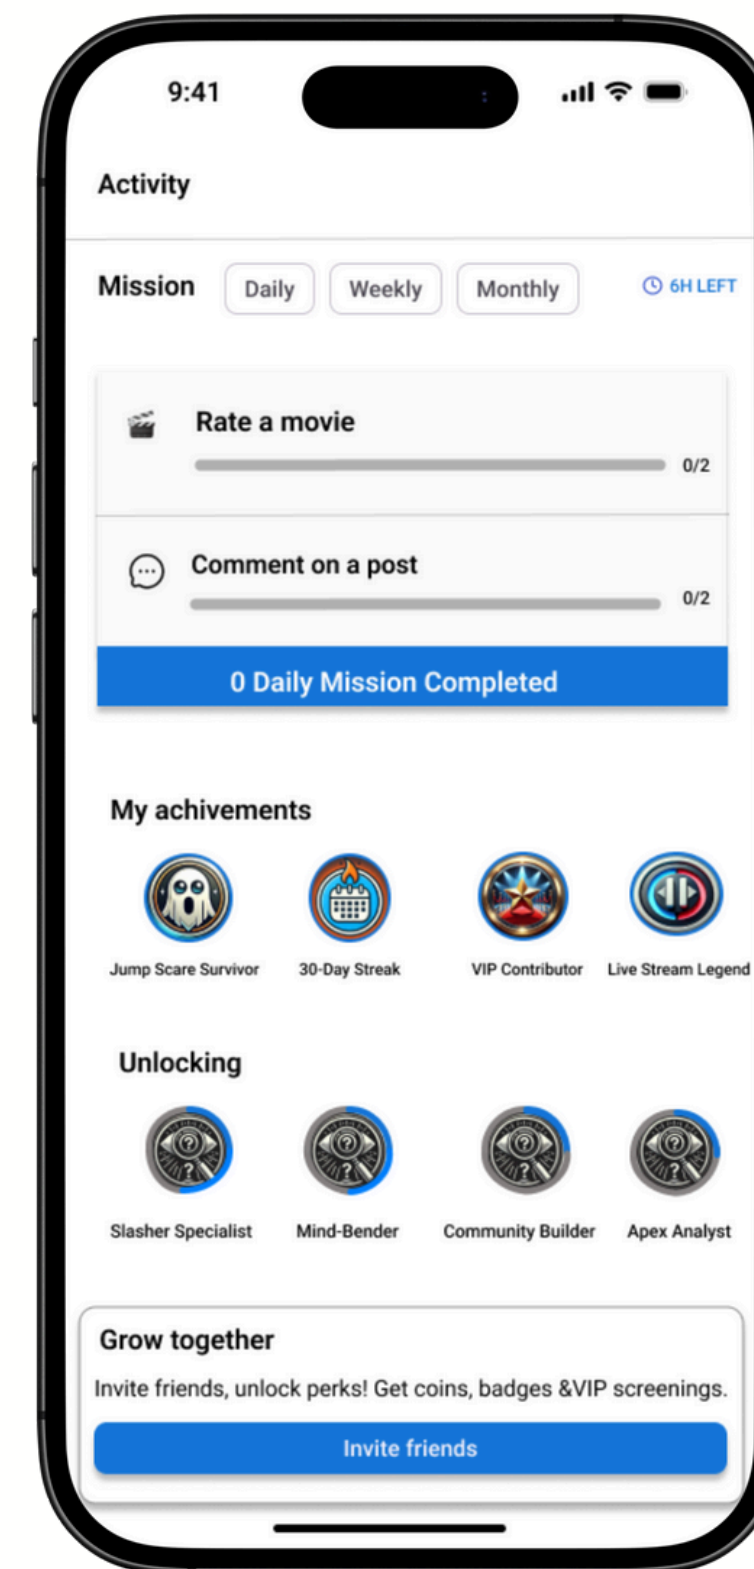 9:41
Activity
Mission Daily Weekly Monthly 6H LEFT
Rate a movie
0/2
Comment on a post
0/2
0 Daily Mission Completed
My achivements
Jump Scare Survivor 30-Day Streak VIP Contributor Live Stream Legend
Unlocking
? ? ? ?
? ? ? ?
Slasher Specialist Mind-Bender Community Builder Apex Analyst
Grow together
Invite friends, unlock perks! Get coins, badges &VIP screenings.
Invite friends